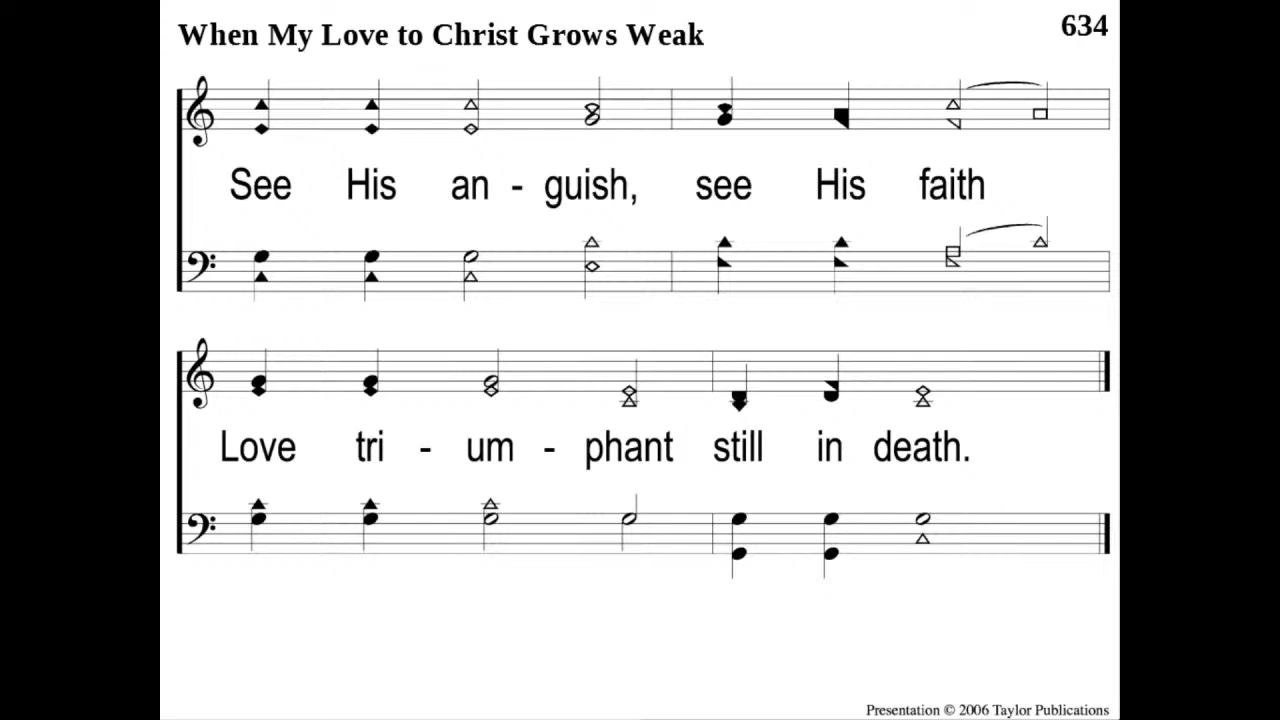 When My Love to Christ Grows Weak
634
See His an - guish, see His faith
Love tri - um - phant still in death.
Presentation © 2006 Taylor Publications